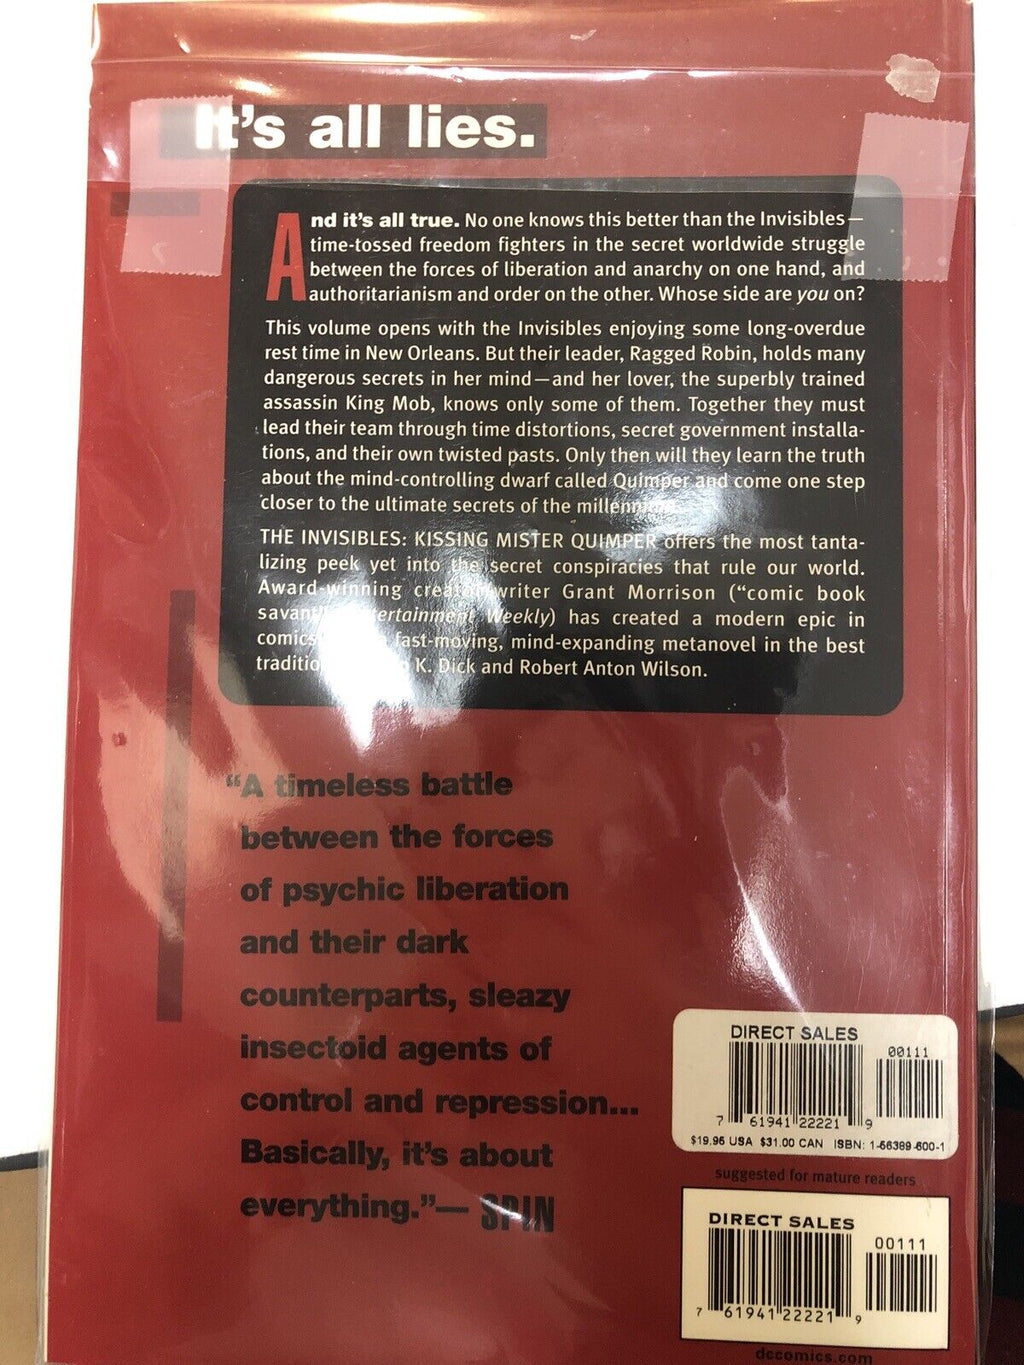 It's all lies.
And it's all true. No one knows this better than the Invisibles—
time-tossed freedom fighters in the secret worldwide struggle
between the forces of liberation and anarchy on one hand, and
authoritarianism and order on the other. Whose side are you on?
This volume opens with the Invisibles enjoying some long-overdue
rest time in New Orleans. But their leader, Ragged Robin, holds many
dangerous secrets in her mind—and her lover, the superbly trained
assassin King Mob, knows only some of them. Together they must
lead their team through time distortions, secret government installa-
tions, and their own twisted pasts. Only then will they learn the truth
about the mind-controlling dwarf called Quimper and come one step
closer to the ultimate secrets of the
THE INVISIBLES: KISSING MISTER QUIMPER offers the most tanta-
lizing peek yet into the secret conspiracies that rule our world.
Award-winning writer Grant Morrison ("comic book
Weekly) has created a modern epic in
fast-moving, mind-expanding metanovel in the best
K. Dick and Robert Anton Wilson.
"A timeless battle
between the forces
of psychic liberation
and their dark
counterparts, sleazy
insectoid agents of
control and repression...
Basically, it's about
everything."— SPIN
DIRECT SALES
00111
7 61941 22221 9
$19.95 USA $31.00 CAN ISBN: 1-56389-600-1
suggested for mature readers
DIRECT SALES
00111
7 61941 22221 9
dccomics.com